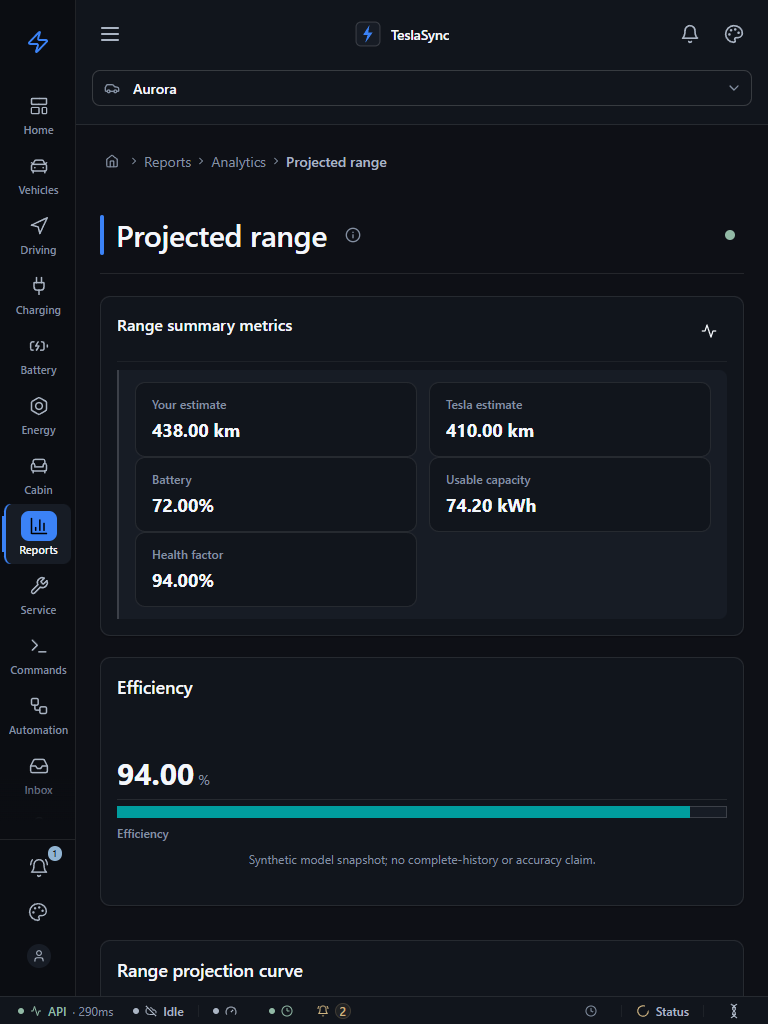 TeslaSync
Aurora
Home
Vehicles
Driving
Charging
Battery
Energy
Cabin
Reports
Service
Commands
Automation
Inbox
1
Reports > Analytics > Projected range
Projected range
Range summary metrics
Your estimate
438.00 km
Tesla estimate
410.00 km
Battery
72.00%
Usable capacity
74.20 kWh
Health factor
94.00%
Efficiency
94.00 %
Efficiency
Synthetic model snapshot; no complete-history or accuracy claim.
Range projection curve
API · 290ms
Idle
2
Status